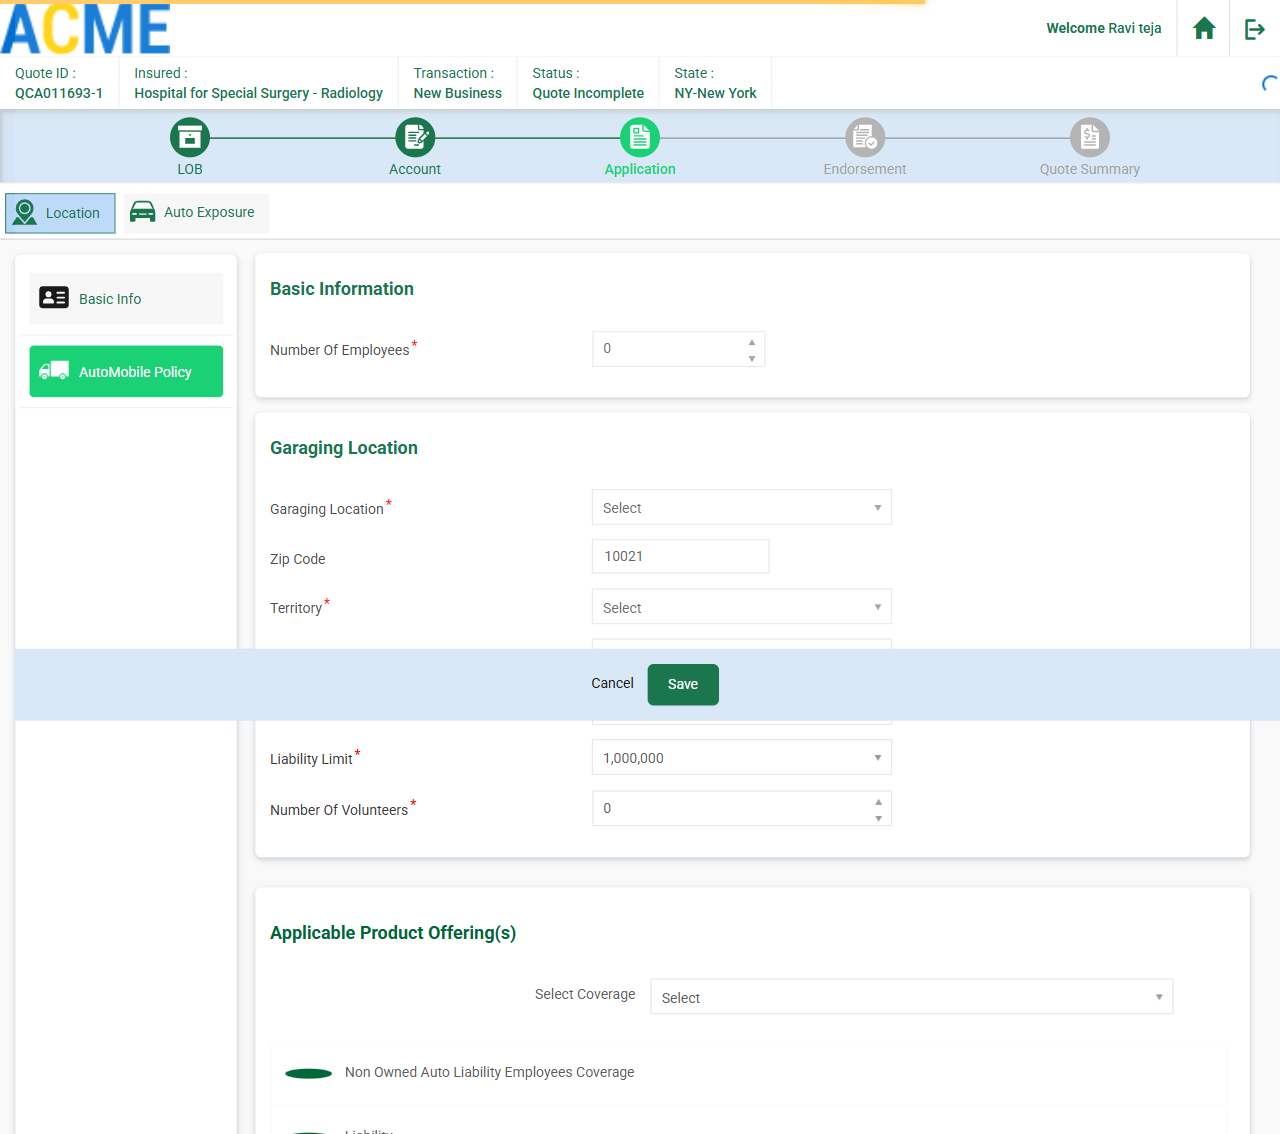 ACME
Welcome Ravi teja
Quote ID :
QCA011693-1
Insured :
Hospital for Special Surgery - Radiology
Transaction :
New Business
Status :
Quote Incomplete
State :
NY-New York
LOB
Account
Application
Endorsement
Quote Summary
Location
Auto Exposure
Basic Info
AutoMobile Policy
Basic Information
Number Of Employees*
0
Garaging Location
Garaging Location*
Select
Zip Code
10021
Territory*
Select
Cancel
Save
Liability Limit*
1,000,000
Number Of Volunteers*
0
Applicable Product Offering(s)
Select Coverage
Select
Non Owned Auto Liability Employees Coverage
Liability